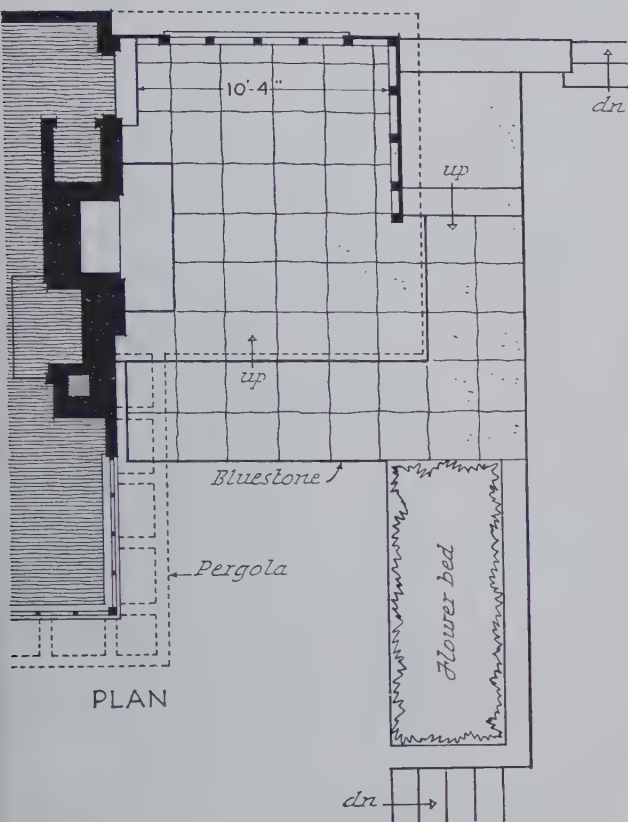 10'-4"
dn
up
up
Bluestone
Pergola
Flower bed
PLAN
dn